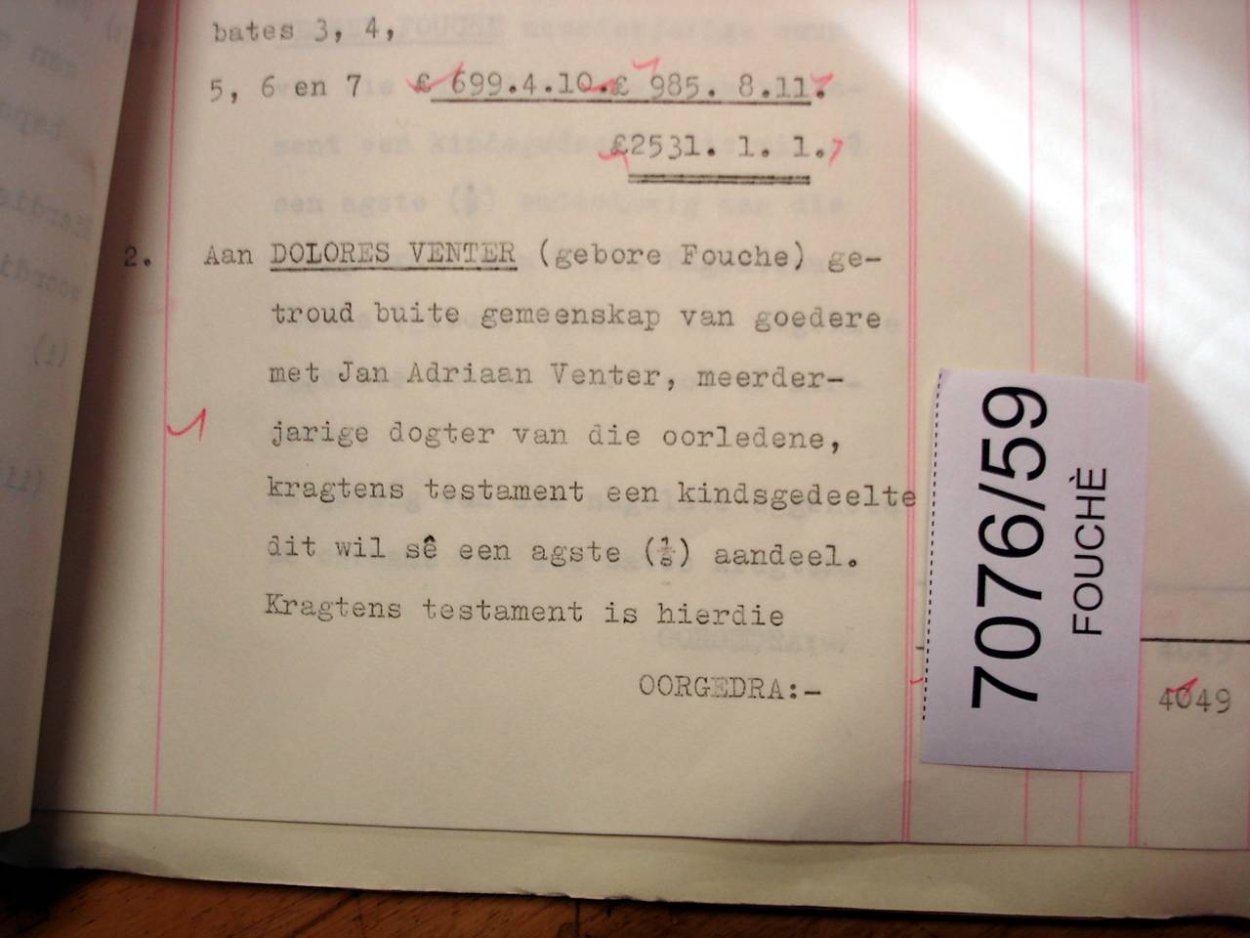 bates 3, 4,
5, 6 en 7 £ 699.4.10.£ 985. 8.11.
£2531. 1. 1.
2. Aan DOLORES VENTER (gebore Fouche) ge-
troud buite gemeenskap van goedere
met Jan Adriaan Venter, meerder-
jarige dogter van die oorledene,
kragtens testament een kindsgedeelte
dit wil sê een agste (⅛) aandeel.
Kragtens testament is hierdie
OORGEDRA:-
4049
7076/59
FOUCHÈ